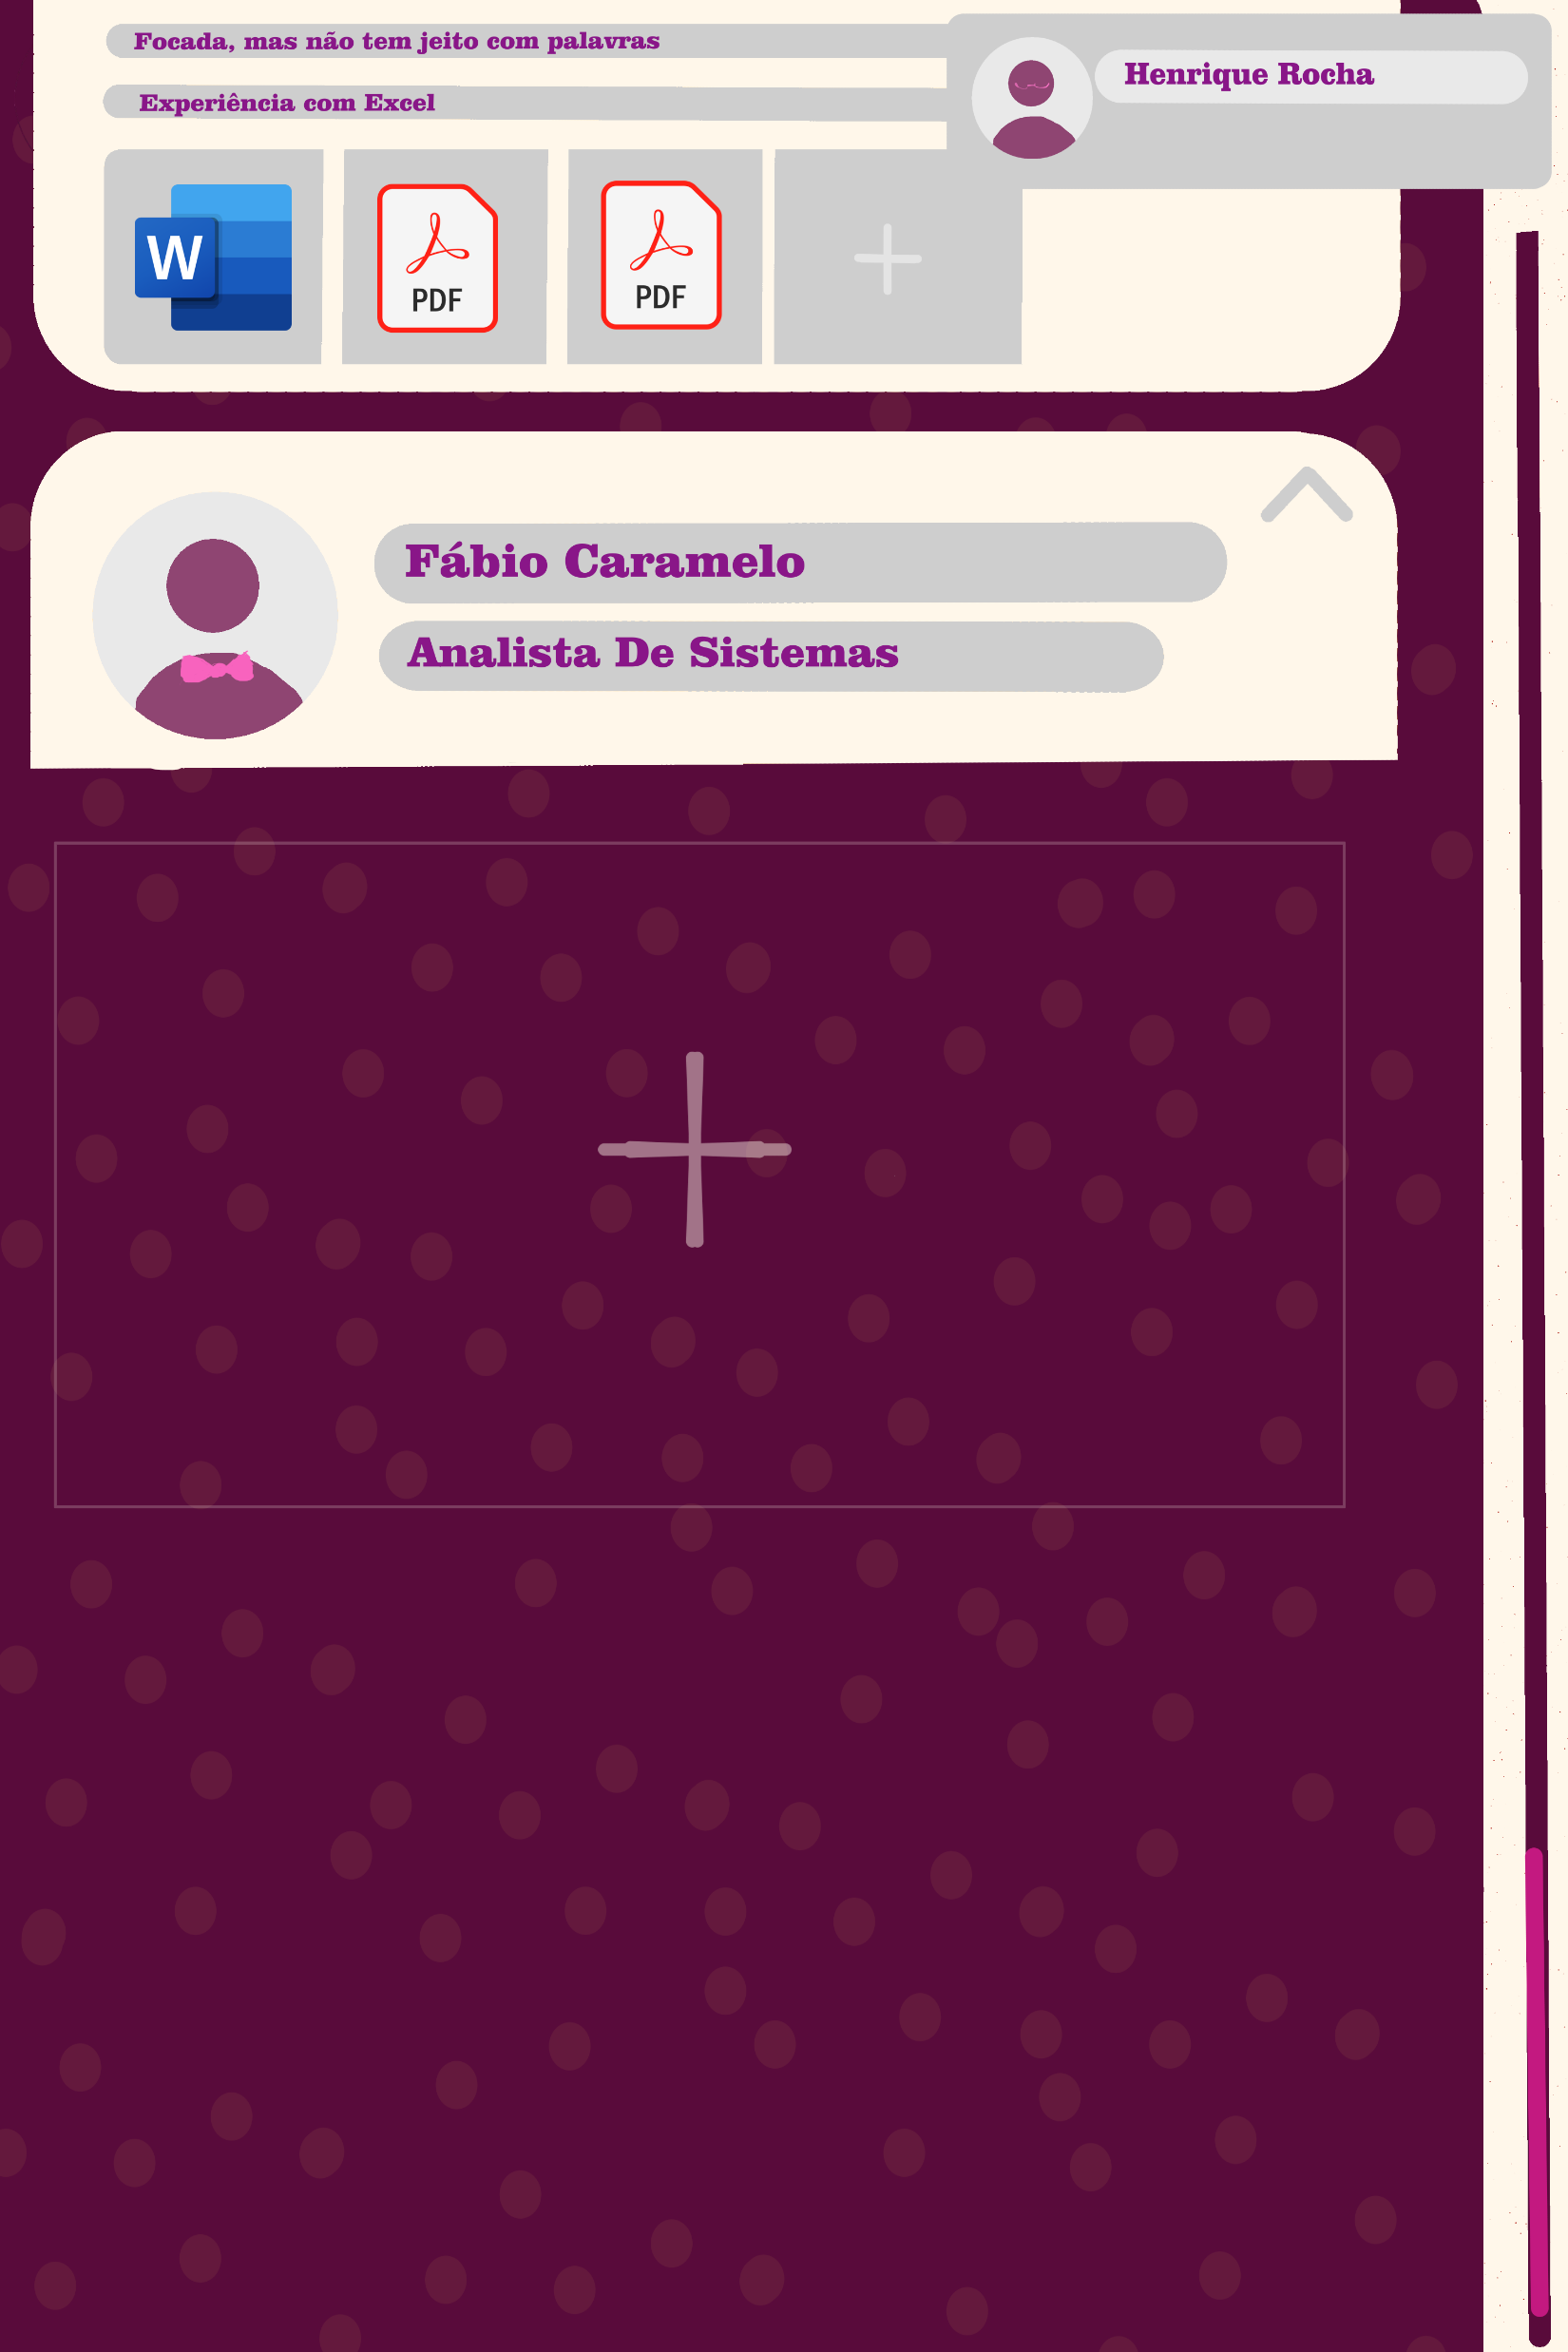 Focada, mas não tem jeito com palavras
Henrique Rocha
Experiência com Excel
W
PDF
PDF
Fábio Caramelo
Analista De Sistemas